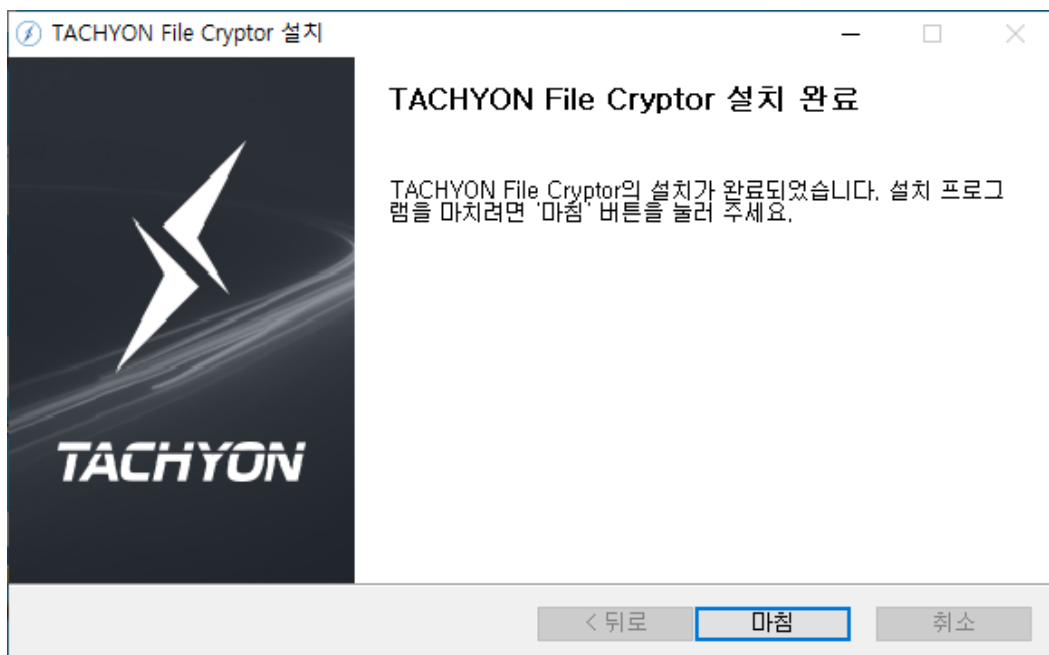 TACHYON File Cryptor 설치
TACHYON File Cryptor 설치 완료
TACHYON File Cryptor의 설치가 완료되었습니다. 설치 프로그
램을 마치려면 '마침' 버튼을 눌러 주세요.
TACHYON
< 뒤로
마침
취소